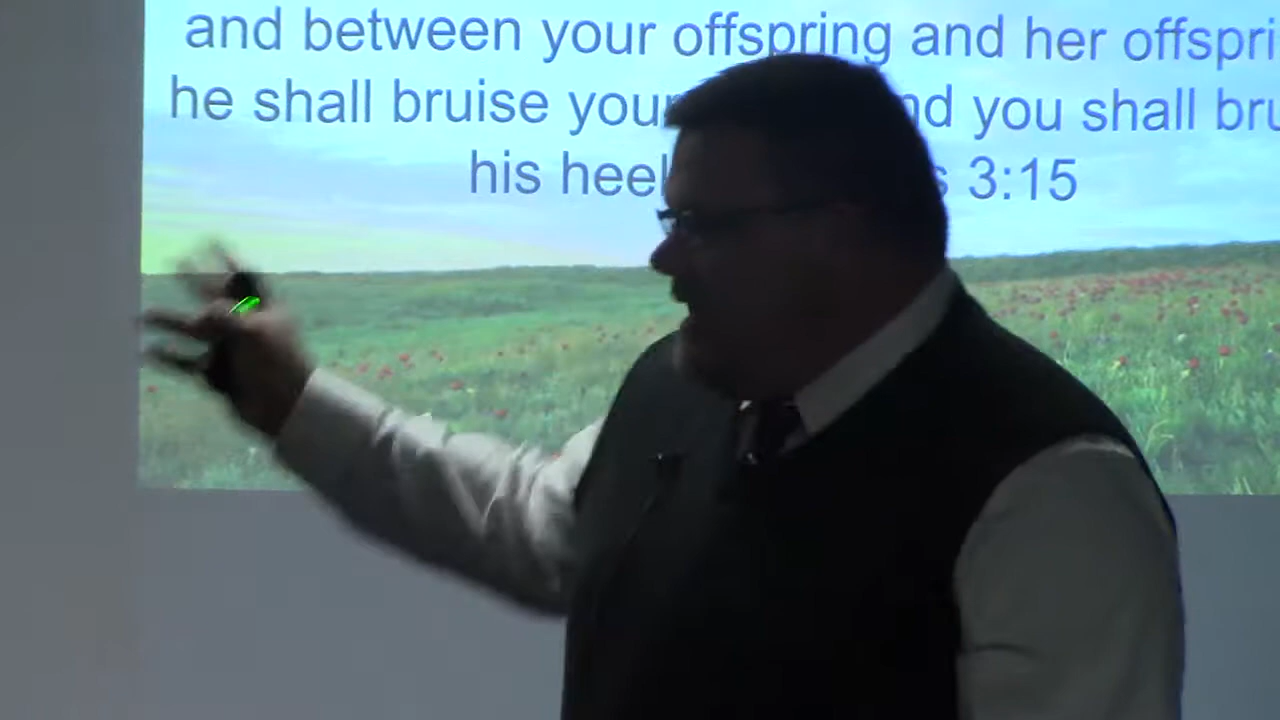 and between your offspring and her offspri
he shall bruise your nd you shall bru
his heel s 3:15